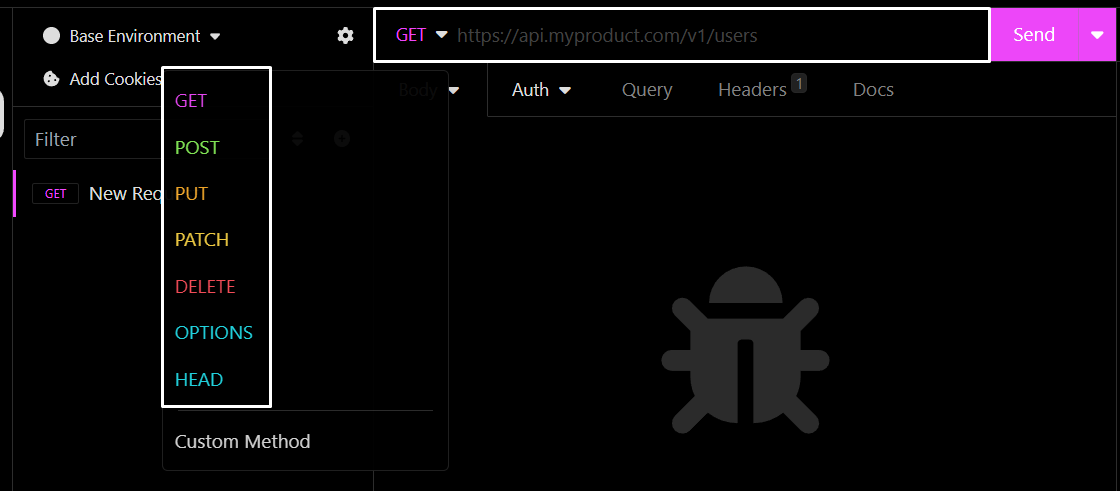 Base Environment
GET https://api.myproduct.com/v1/users
Send
Add Cookies
Body
Auth
Query
Headers 1
Docs
Filter
GET New Req
GET
POST
PUT
PATCH
DELETE
OPTIONS
HEAD
Custom Method